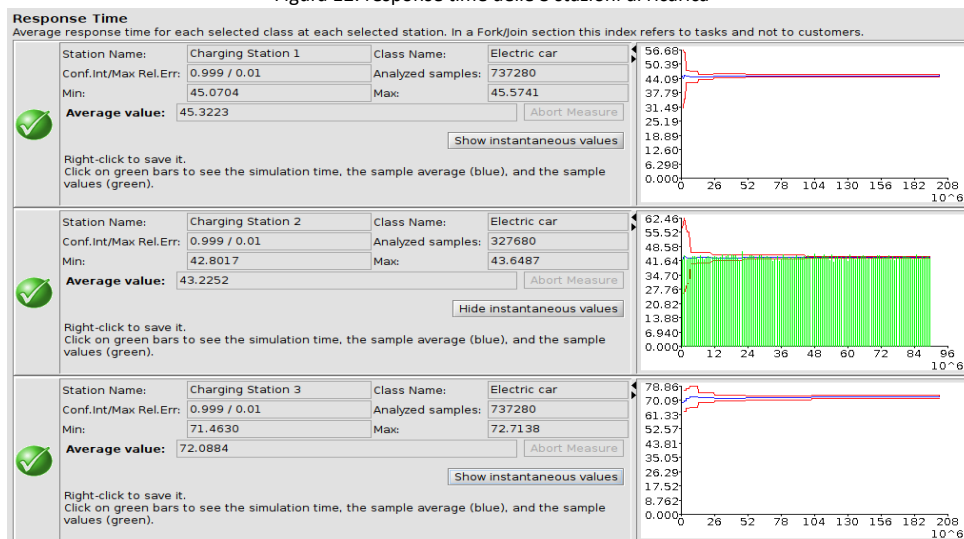 Response Time
Average response time for each selected class at each selected station. In a Fork/Join section this index refers to tasks and not to customers.
Station Name: Charging Station 1 Class Name: Electric car
Conf.Int/Max Rel.Err: 0.999 / 0.01 Analyzed samples: 737280
Min: 45.0704 Max: 45.5741
Average value: 45.3223 Abort Measure
Show instantaneous values
Right-click to save it.
Click on green bars to see the simulation time, the sample average (blue), and the sample
values (green).
56.68
50.39
44.09
37.79
31.49
25.19
18.89
12.60
6.298
0.000
0 26 52 78 104 130 156 182 208
10^6
Station Name: Charging Station 2 Class Name: Electric car
Conf.Int/Max Rel.Err: 0.999 / 0.01 Analyzed samples: 327680
Min: 42.8017 Max: 43.6487
Average value: 43.2252 Abort Measure
Hide instantaneous values
Right-click to save it.
Click on green bars to see the simulation time, the sample average (blue), and the sample
values (green).
62.46
55.52
48.58
41.64
34.70
27.76
20.82
13.88
6.940
0.000
0 12 24 36 48 60 72 84 96
10^6
Station Name: Charging Station 3 Class Name: Electric car
Conf.Int/Max Rel.Err: 0.999 / 0.01 Analyzed samples: 737280
Min: 71.4630 Max: 72.7138
Average value: 72.0884 Abort Measure
Show instantaneous values
Right-click to save it.
Click on green bars to see the simulation time, the sample average (blue), and the sample
values (green).
78.86
70.09
61.33
52.57
43.81
35.05
26.29
17.52
8.762
0.000
0 26 52 78 104 130 156 182 208
10^6